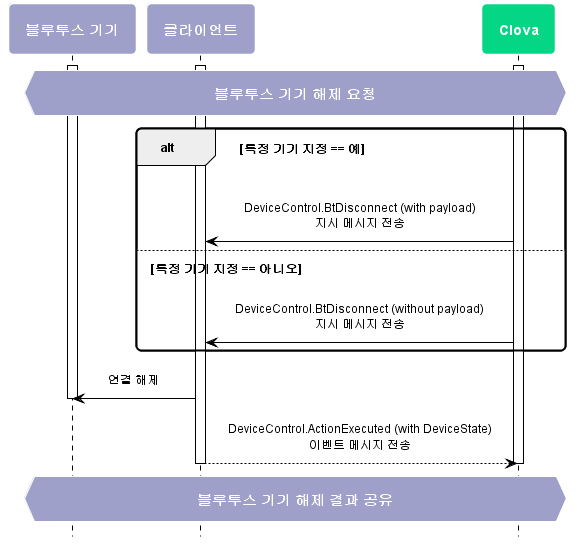 블루투스 기기
클라이언트
Clova
블루투스 기기 해제 요청
alt
[특정 기기 지정 == 예]
DeviceControl.BtDisconnect (with payload)
지시 메시지 전송
[특정 기기 지정 == 아니오]
DeviceControl.BtDisconnect (without payload)
지시 메시지 전송
연결 해제
DeviceControl.ActionExecuted (with DeviceState)
이벤트 메시지 전송
블루투스 기기 해제 결과 공유